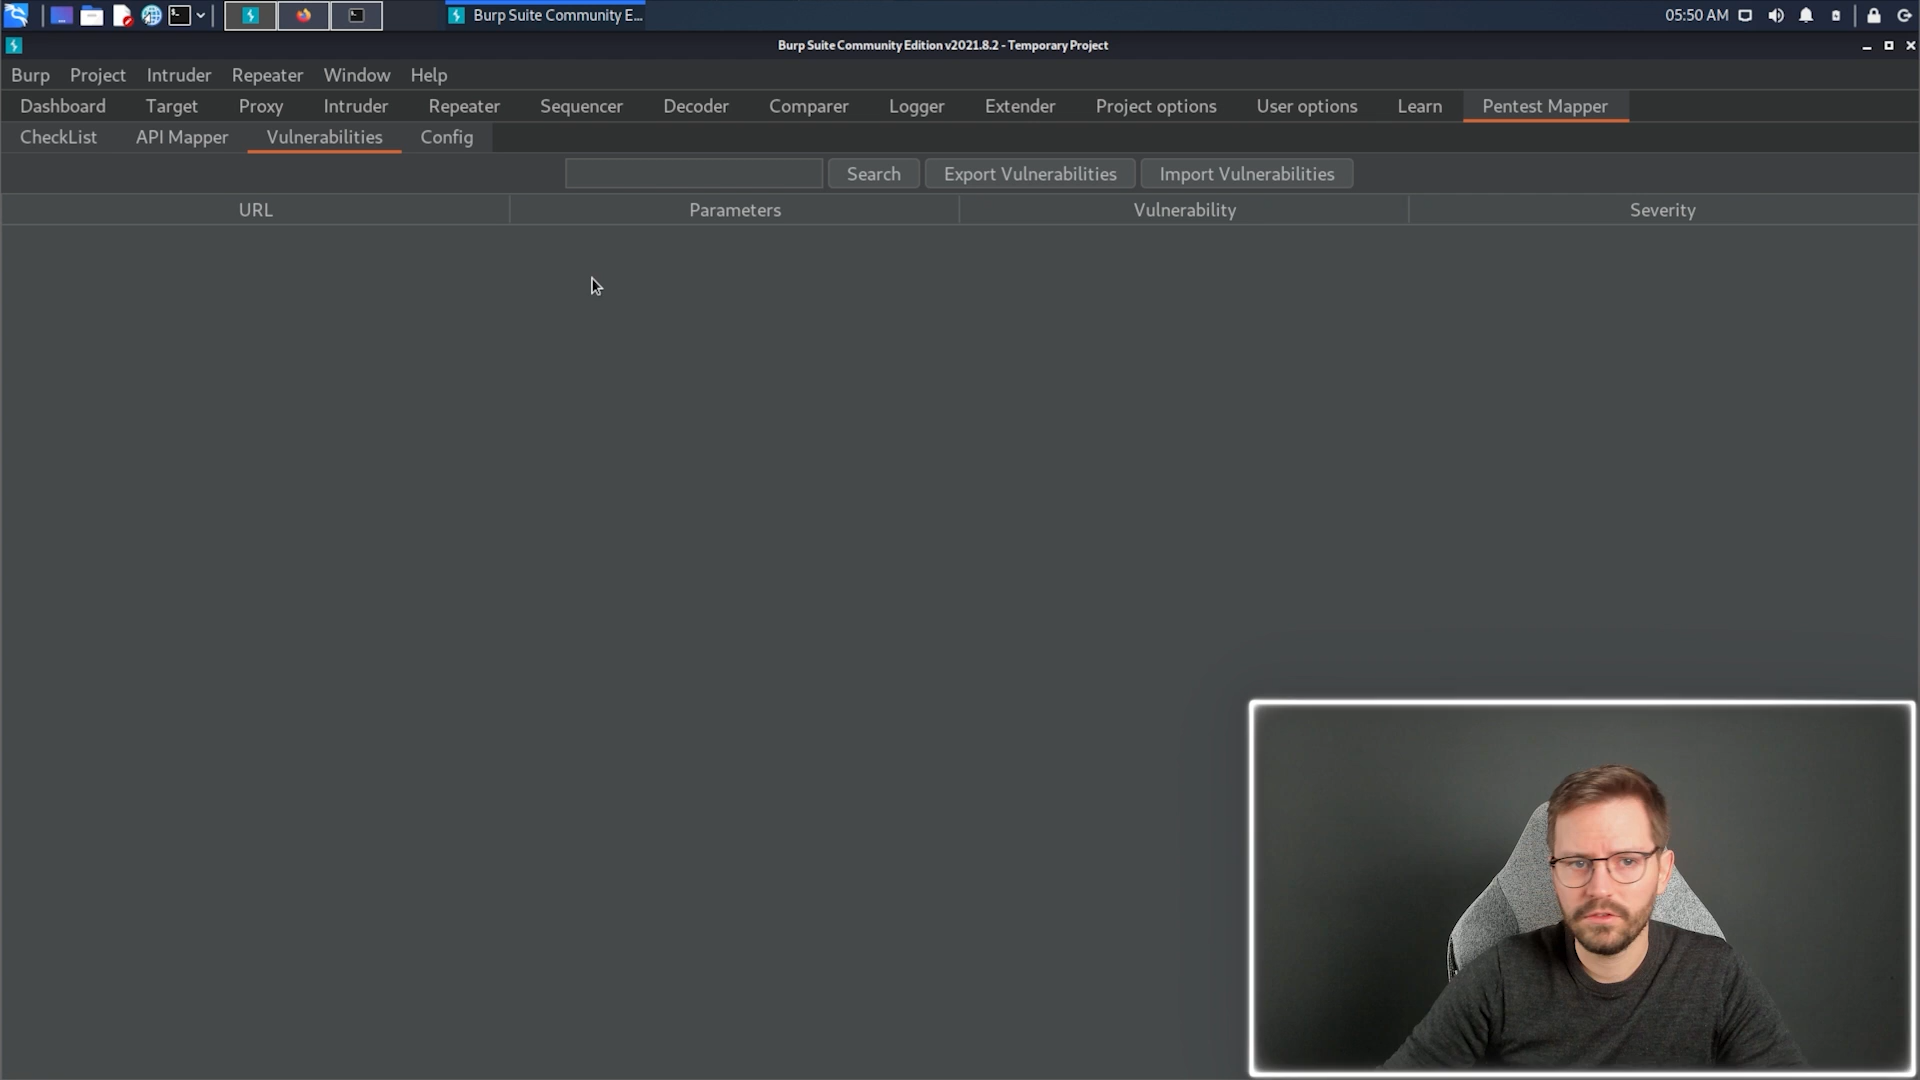 Burp Suite Community E...
05:50 AM
Burp Suite Community Edition v2021.8.2 - Temporary Project
Burp Project Intruder Repeater Window Help
Dashboard Target Proxy Intruder Repeater Sequencer Decoder Comparer Logger Extender Project options User options Learn Pentest Mapper
CheckList API Mapper Vulnerabilities Config
Search Export Vulnerabilities Import Vulnerabilities
URL Parameters Vulnerability Severity